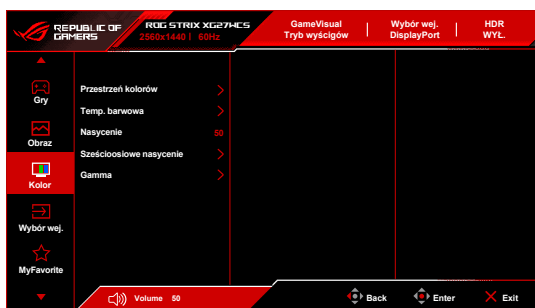 REPUBLIC OF
GAMERS
ROG STRIX XG27WCS
2560x1440 | 60Hz
GameVisual
Tryb wyścigów
Wybór wej.
DisplayPort
HDR
WYŁ.
Gry
Obraz
Kolor
Wybór wej.
MyFavorite
Przestrzeń kolorów
Temp. barwowa
Nasycenie 50
Sześcioosiowe nasycenie
Gamma
Volume 50
Back
Enter
Exit